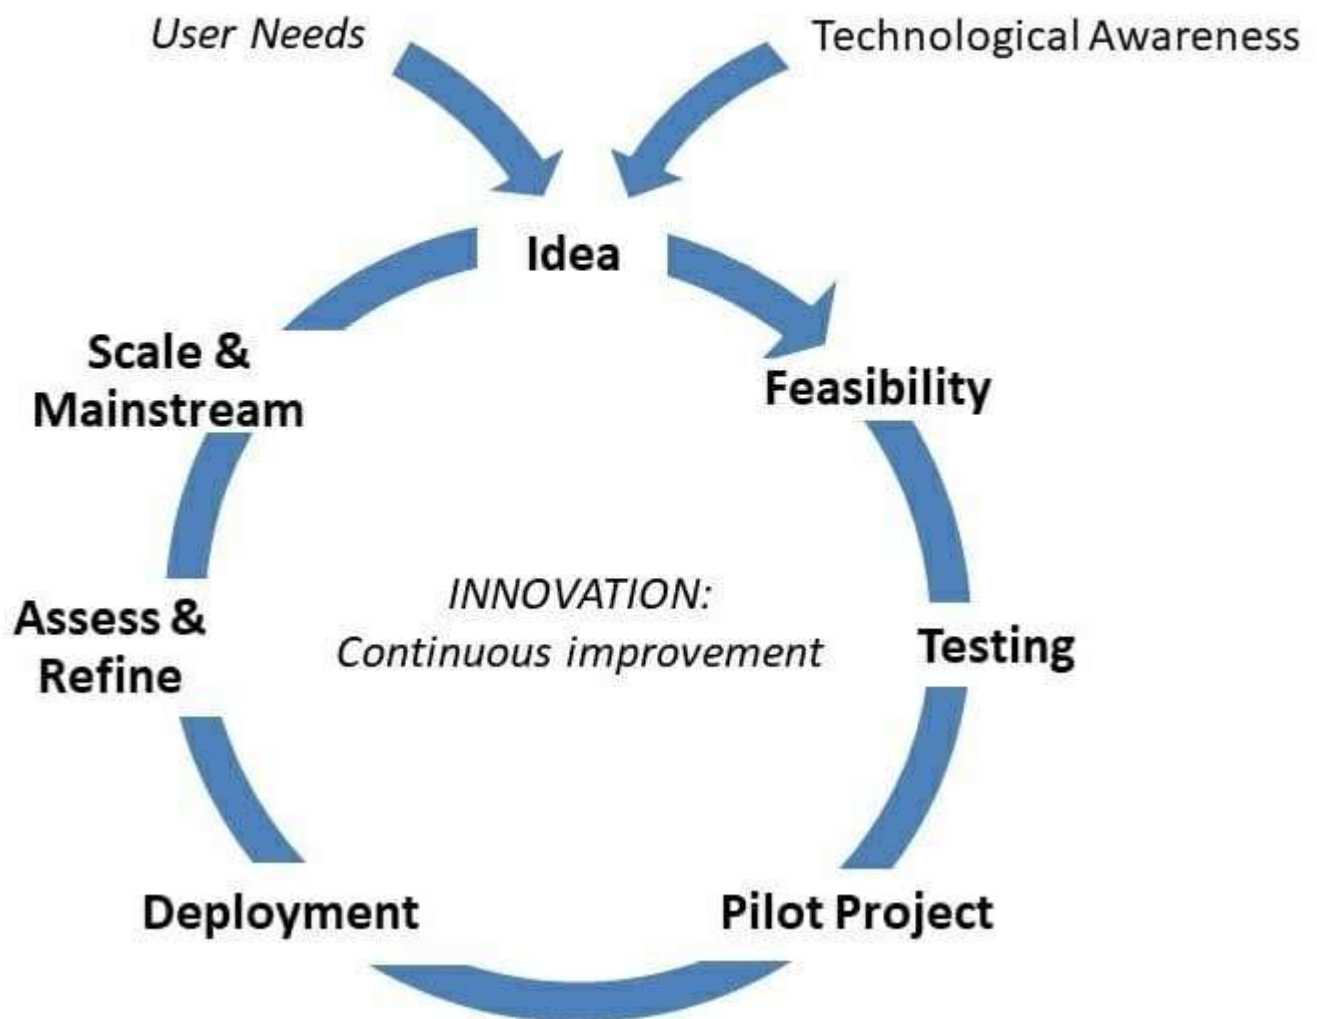 User Needs
Technological Awareness
Idea
Feasibility
Testing
Pilot Project
Deployment
Assess &
Refine
Scale &
Mainstream
INNOVATION:
Continuous improvement